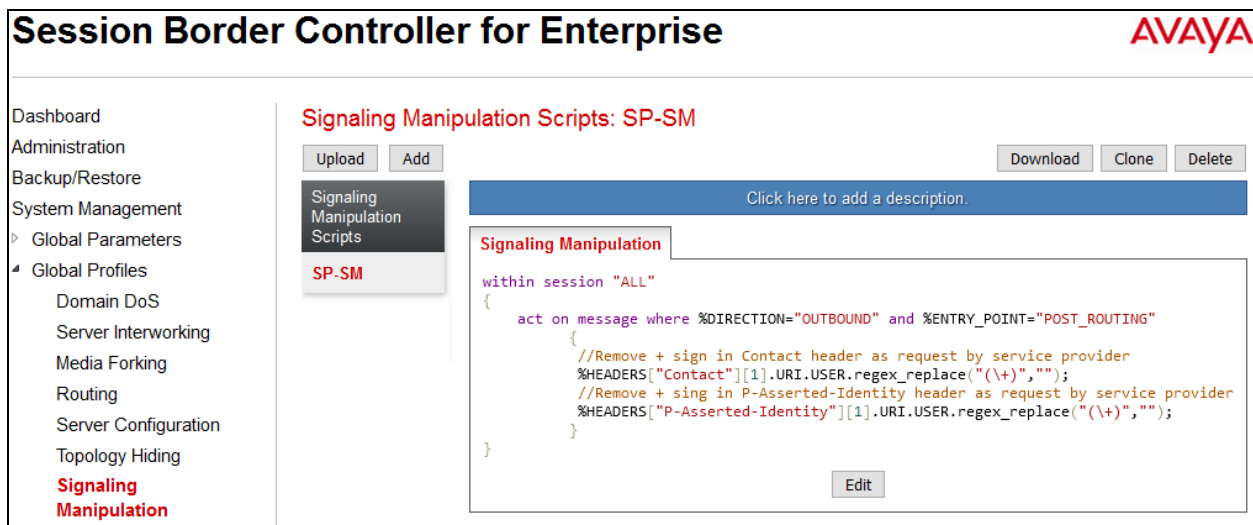 Session Border Controller for Enterprise
AVAYA
Dashboard
Administration
Backup/Restore
System Management
Global Parameters
Global Profiles
Domain DoS
Server Interworking
Media Forking
Routing
Server Configuration
Topology Hiding
Signaling
Manipulation
Signaling Manipulation Scripts: SP-SM
Upload
Add
Download
Clone
Delete
Signaling
Manipulation
Scripts
SP-SM
Click here to add a description.
Signaling Manipulation
within session "ALL"
{
act on message where %DIRECTION="OUTBOUND" and %ENTRY_POINT="POST_ROUTING"
{
//Remove + sign in Contact header as request by service provider
%HEADERS["Contact"][1].URI.USER.regex_replace("(\+)","");
//Remove + sing in P-Asserted-Identity header as request by service provider
%HEADERS["P-Asserted-Identity"][1].URI.USER.regex_replace("(\+)","");
}
}
Edit